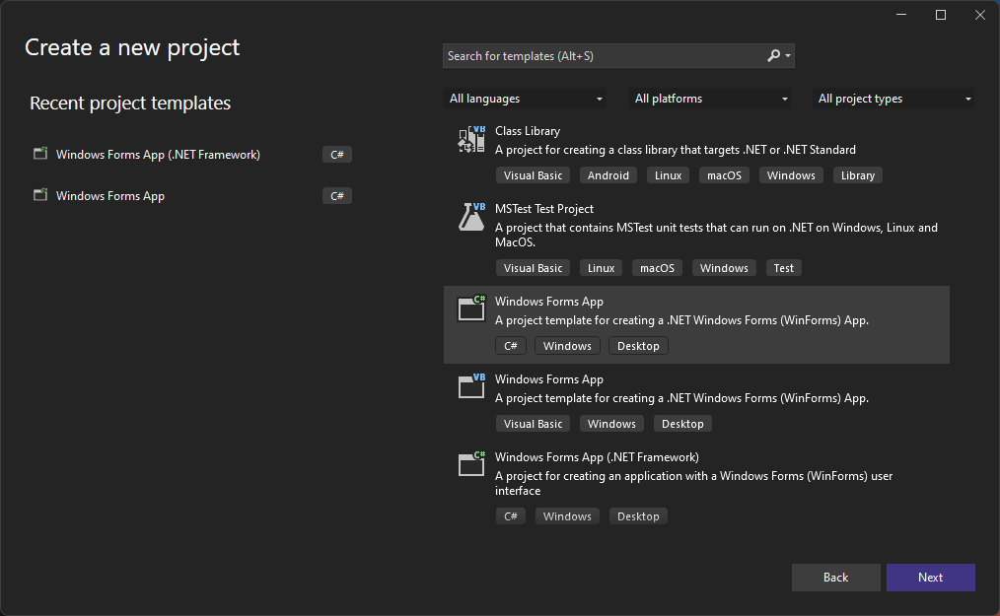 Create a new project
Search for templates (Alt+S)
Recent project templates
Windows Forms App (.NET Framework) C#
Windows Forms App C#
All languages All platforms All project types
VB
Class Library
A project for creating a class library that targets .NET or .NET Standard
Visual Basic Android Linux macOS Windows Library
VB
MSTest Test Project
A project that contains MSTest unit tests that can run on .NET on Windows, Linux and
MacOS.
Visual Basic Linux macOS Windows Test
C#
Windows Forms App
A project template for creating a .NET Windows Forms (WinForms) App.
C# Windows Desktop
VB
Windows Forms App
A project template for creating a .NET Windows Forms (WinForms) App.
Visual Basic Windows Desktop
C#
Windows Forms App (.NET Framework)
A project for creating an application with a Windows Forms (WinForms) user
interface
C# Windows Desktop
Back Next